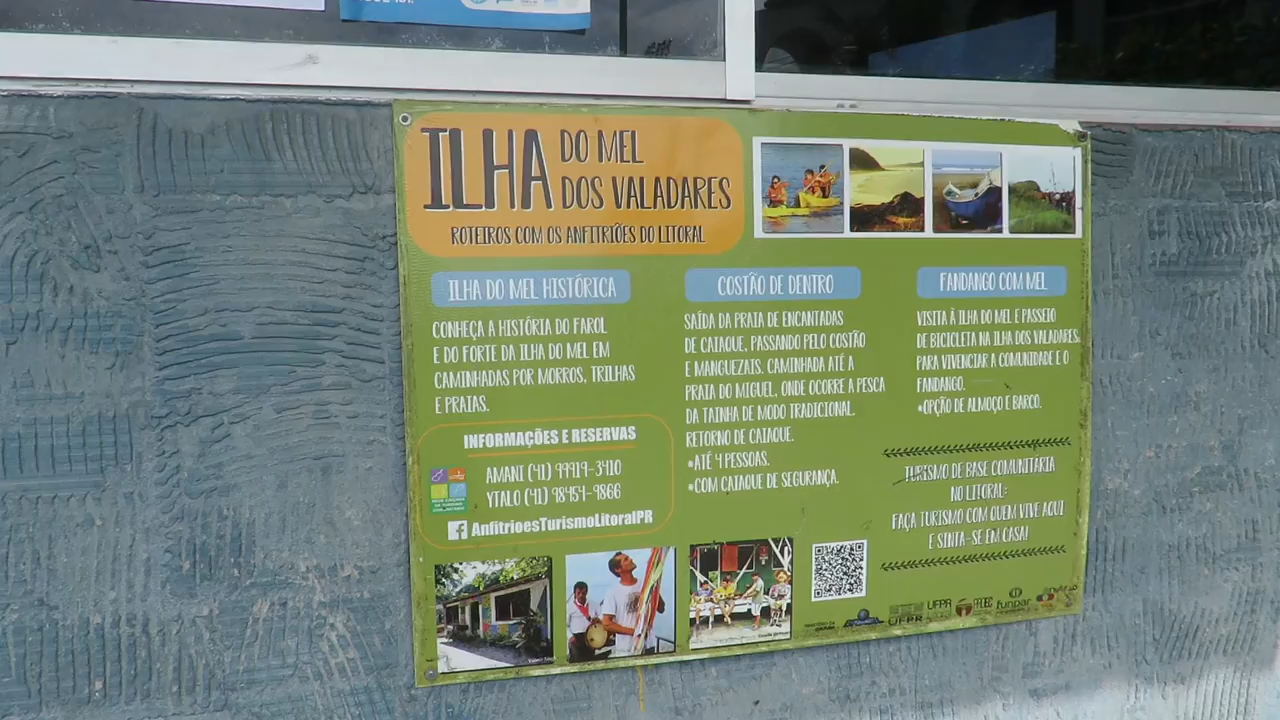 ILHA DO MEL
DOS VALADARES
ROTEIROS COM OS ANFITRIÕES DO LITORAL
ILHA DO MEL HISTÓRICA
CONHEÇA A HISTÓRIA DO FAROL
E DO FORTE DA ILHA DO MEL EM
CAMINHADAS POR MORROS, TRILHAS
E PRAIAS.
INFORMAÇÕES E RESERVAS
AMANI (41) 99919-3410
YTALO (41) 98454-9866
AnfitrioesTurismoLitoralPR
COSTÃO DE DENTRO
SAÍDA DA PRAIA DE ENCANTADAS
DE CAIAQUE, PASSANDO PELO COSTÃO
E MANGUEZAIS. CAMINHADA ATÉ A
PRAIA DO MIGUEL, ONDE OCORRE A PESCA
DA TAINHA DE MODO TRADICIONAL.
RETORNO DE CAIAQUE.
*ATÉ 4 PESSOAS.
*COM CAIAQUE DE SEGURANÇA.
FANDANGO COM MEL
VISITA À ILHA DO MEL E PASSEIO
DE BICICLETA NA ILHA DOS VALADARES
PARA VIVENCIAR A COMUNIDADE E O
FANDANGO.
*OPÇÃO DE ALMOÇO E BARCO.
TURISMO DE BASE COMUNITÁRIA
NO LITORAL:
FAÇA TURISMO COM QUEM VIVE AQUI
E SINTA-SE EM CASA!
UFPR
UFPR
funpar